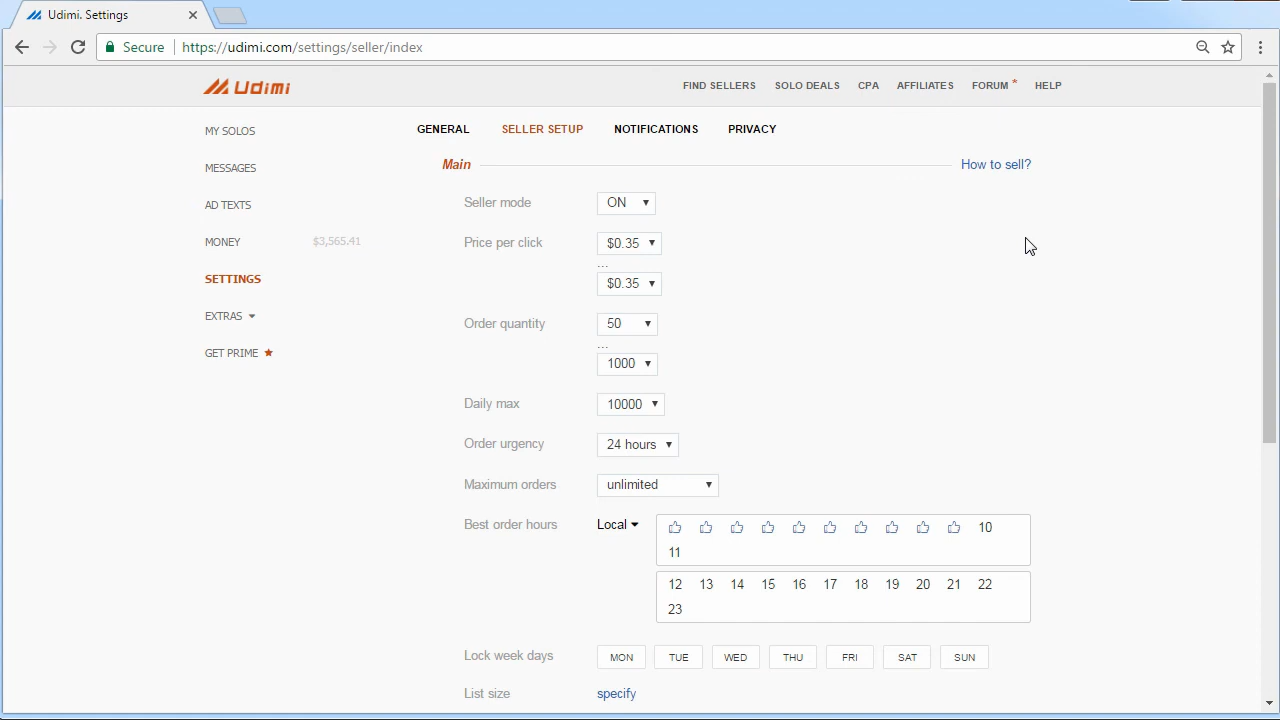 Udimi. Settings
Secure https://udimi.com/settings/seller/index
Udimi FIND SELLERS SOLO DEALS CPA AFFILIATES FORUM * HELP
MY SOLOS
MESSAGES
AD TEXTS
MONEY $3,565.41
SETTINGS
EXTRAS
GET PRIME
GENERAL SELLER SETUP NOTIFICATIONS PRIVACY
Main How to sell?
Seller mode ON
Price per click $0.35
...
$0.35
Order quantity 50
...
1000
Daily max 10000
Order urgency 24 hours
Maximum orders unlimited
Best order hours Local 10
11
12 13 14 15 16 17 18 19 20 21 22
23
Lock week days MON TUE WED THU FRI SAT SUN
List size specify